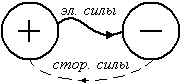 эл. силы
+ −
стор. силы